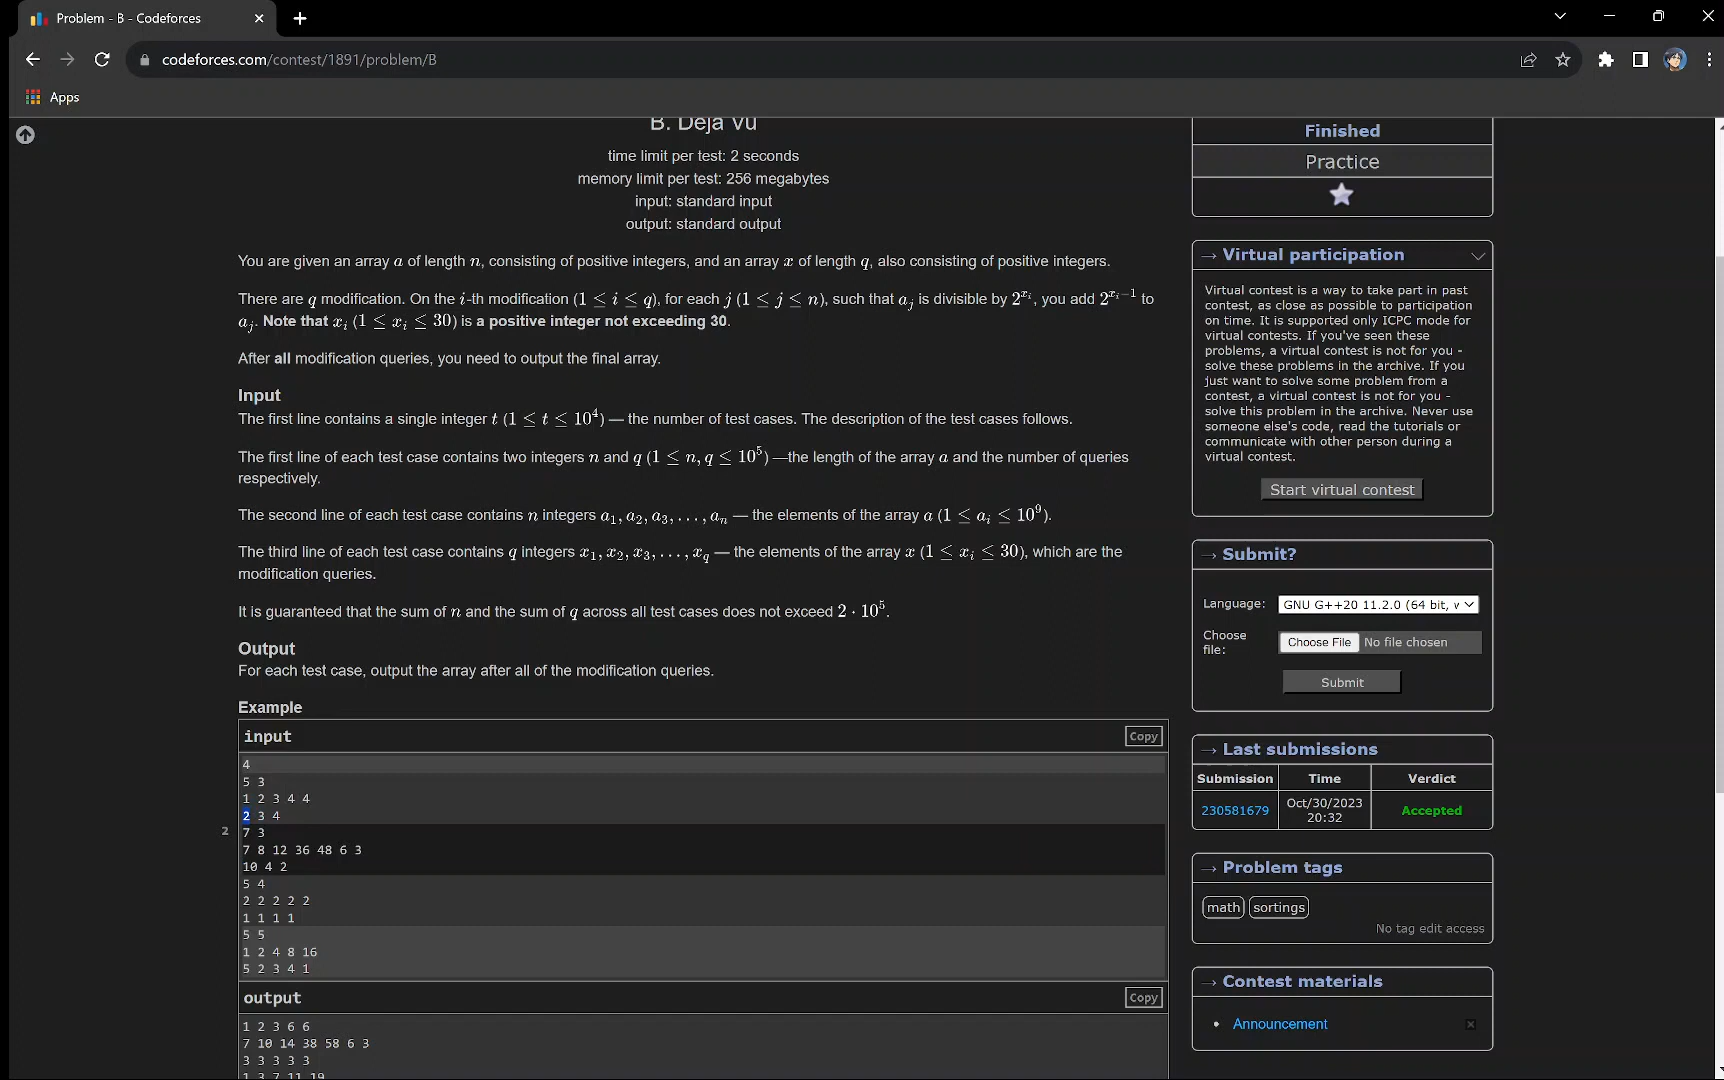 Problem - B - Codeforces
codeforces.com/contest/1891/problem/B
Apps
B. Deja Vu
time limit per test: 2 seconds
memory limit per test: 256 megabytes
input: standard input
output: standard output
You are given an array a of length n, consisting of positive integers, and an array x of length q, also consisting of positive integers.
There are q modification. On the i-th modification (1 ≤ i ≤ q), for each j (1 ≤ j ≤ n), such that a_j is divisible by 2^{x_i}, you add 2^{x_i−1} to
a_j. Note that x_i (1 ≤ x_i ≤ 30) is a positive integer not exceeding 30.
After all modification queries, you need to output the final array.
Input
The first line contains a single integer t (1 ≤ t ≤ 10^4) — the number of test cases. The description of the test cases follows.
The first line of each test case contains two integers n and q (1 ≤ n, q ≤ 10^5) —the length of the array a and the number of queries
respectively.
The second line of each test case contains n integers a_1, a_2, a_3, . . . , a_n — the elements of the array a (1 ≤ a_i ≤ 10^9).
The third line of each test case contains q integers x_1, x_2, x_3, . . . , x_q — the elements of the array x (1 ≤ x_i ≤ 30), which are the
modification queries.
It is guaranteed that the sum of n and the sum of q across all test cases does not exceed 2 · 10^5.
Output
For each test case, output the array after all of the modification queries.
Example
input
Copy
4
5 3
1 2 3 4 4
2 3 4
2
7 3
7 8 12 36 48 6 3
10 4 2
5 4
2 2 2 2 2
1 1 1 1
5 5
1 2 4 8 16
5 2 3 4 1
output
Copy
1 2 3 6 6
7 10 14 38 58 6 3
3 3 3 3 3
1 3 7 11 19
Finished
Practice
→ Virtual participation
Virtual contest is a way to take part in past
contest, as close as possible to participation
on time. It is supported only ICPC mode for
virtual contests. If you've seen these
problems, a virtual contest is not for you -
solve these problems in the archive. If you
just want to solve some problem from a
contest, a virtual contest is not for you -
solve this problem in the archive. Never use
someone else's code, read the tutorials or
communicate with other person during a
virtual contest.
Start virtual contest
→ Submit?
Language: GNU G++20 11.2.0 (64 bit, v
Choose
file:
Choose File No file chosen
Submit
→ Last submissions
Submission Time Verdict
230581679 Oct/30/2023
20:32
Accepted
→ Problem tags
math sortings
No tag edit access
→ Contest materials
Announcement